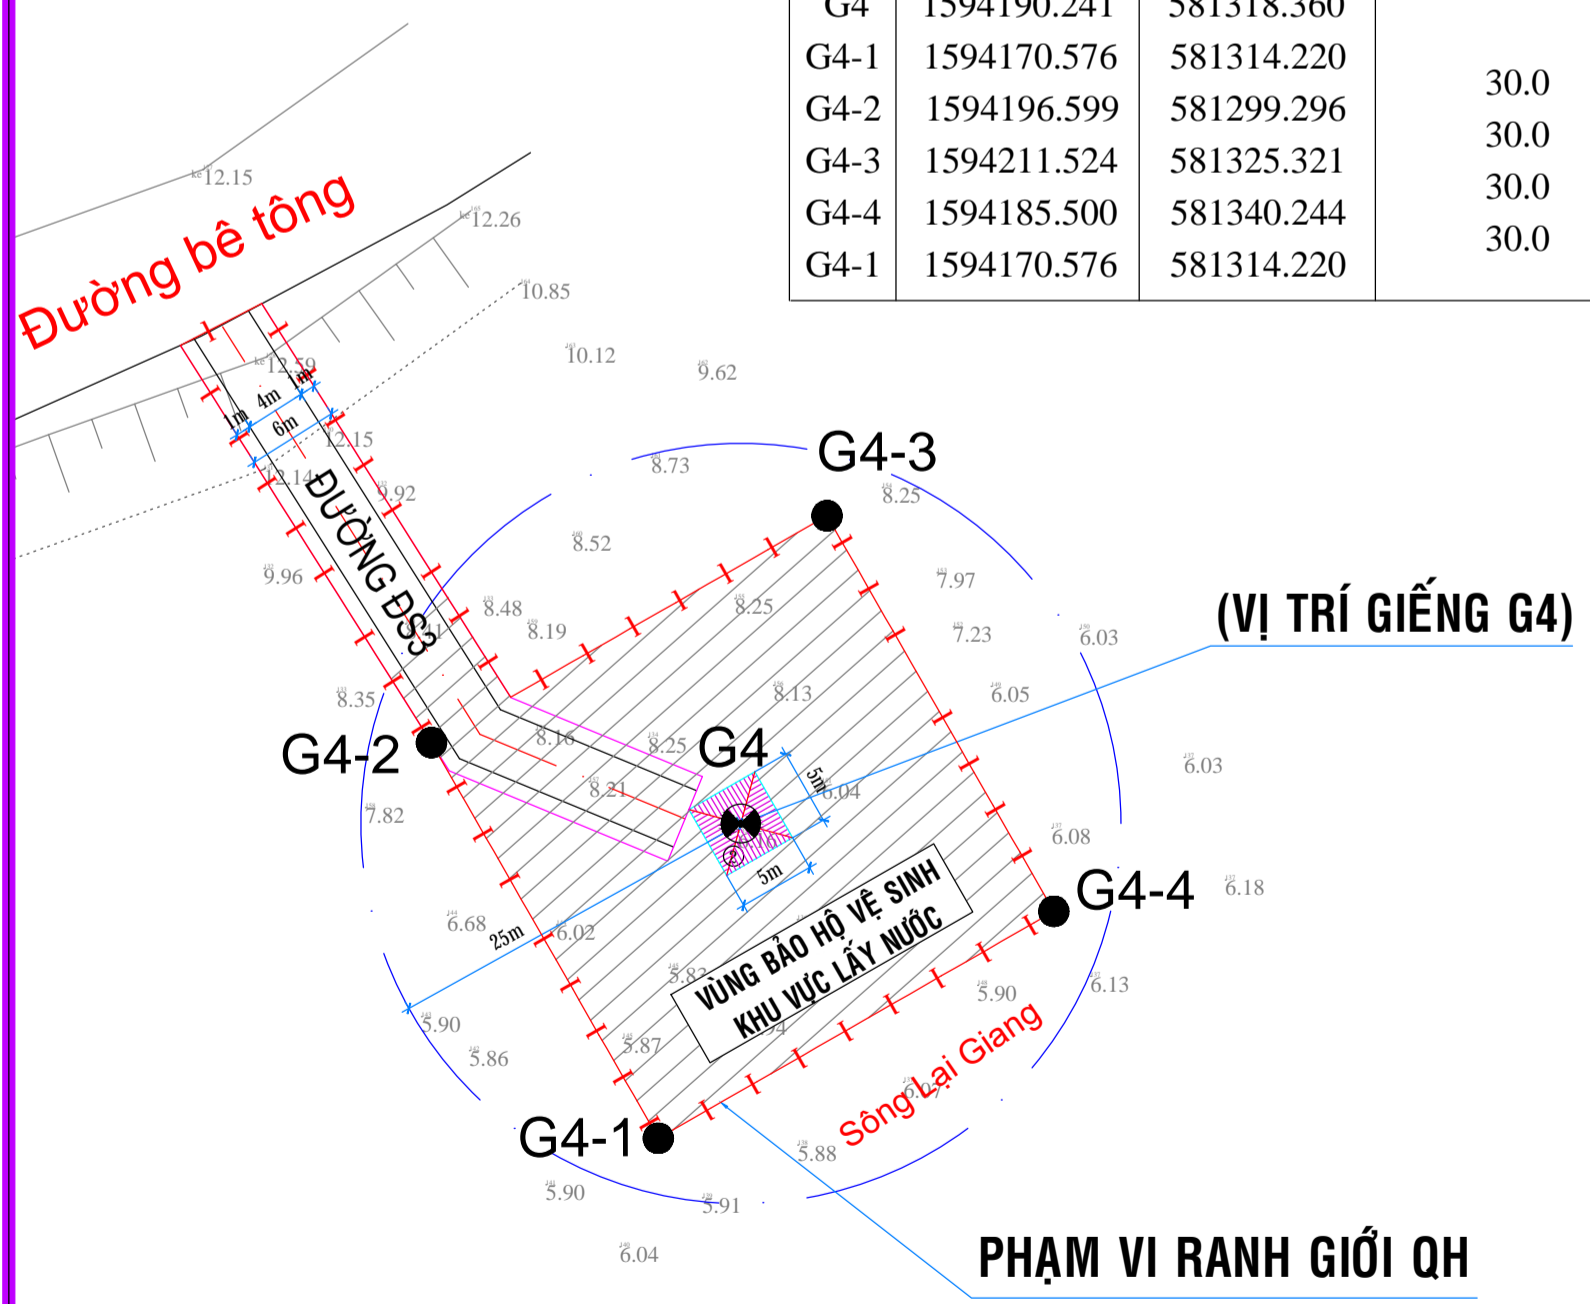 G4 1594190.241 581318.360
G4-1 1594170.576 581314.220
30.0
G4-2 1594196.599 581299.296
30.0
G4-3 1594211.524 581325.321
30.0
G4-4 1594185.500 581340.244
30.0
G4-1 1594170.576 581314.220
12.15
12.26
Đường bê tông
10.85
10.12
9.62
12.59
1m 4m 1m
6m
12.15
12.14
9.92
ĐƯỜNG ĐS3
G4-3
8.73
8.25
8.52
9.96
7.97
8.48
8.25
8.19
8.41
7.23
6.03
(VỊ TRÍ GIẾNG G4)
8.35
8.13
6.05
G4-2
8.16
8.25
G4
6.03
8.21
5m
6.04
7.82
6.08
2
5m
G4-4
6.18
6.68
25m
6.02
VÙNG BẢO HỘ VỆ SINH
KHU VỰC LẤY NƯỚC
5.90
6.13
5.90
5.86
5.87
Sông Lại Giang
G4-1
5.88
5.90
5.91
6.04
PHẠM VI RANH GIỚI QH